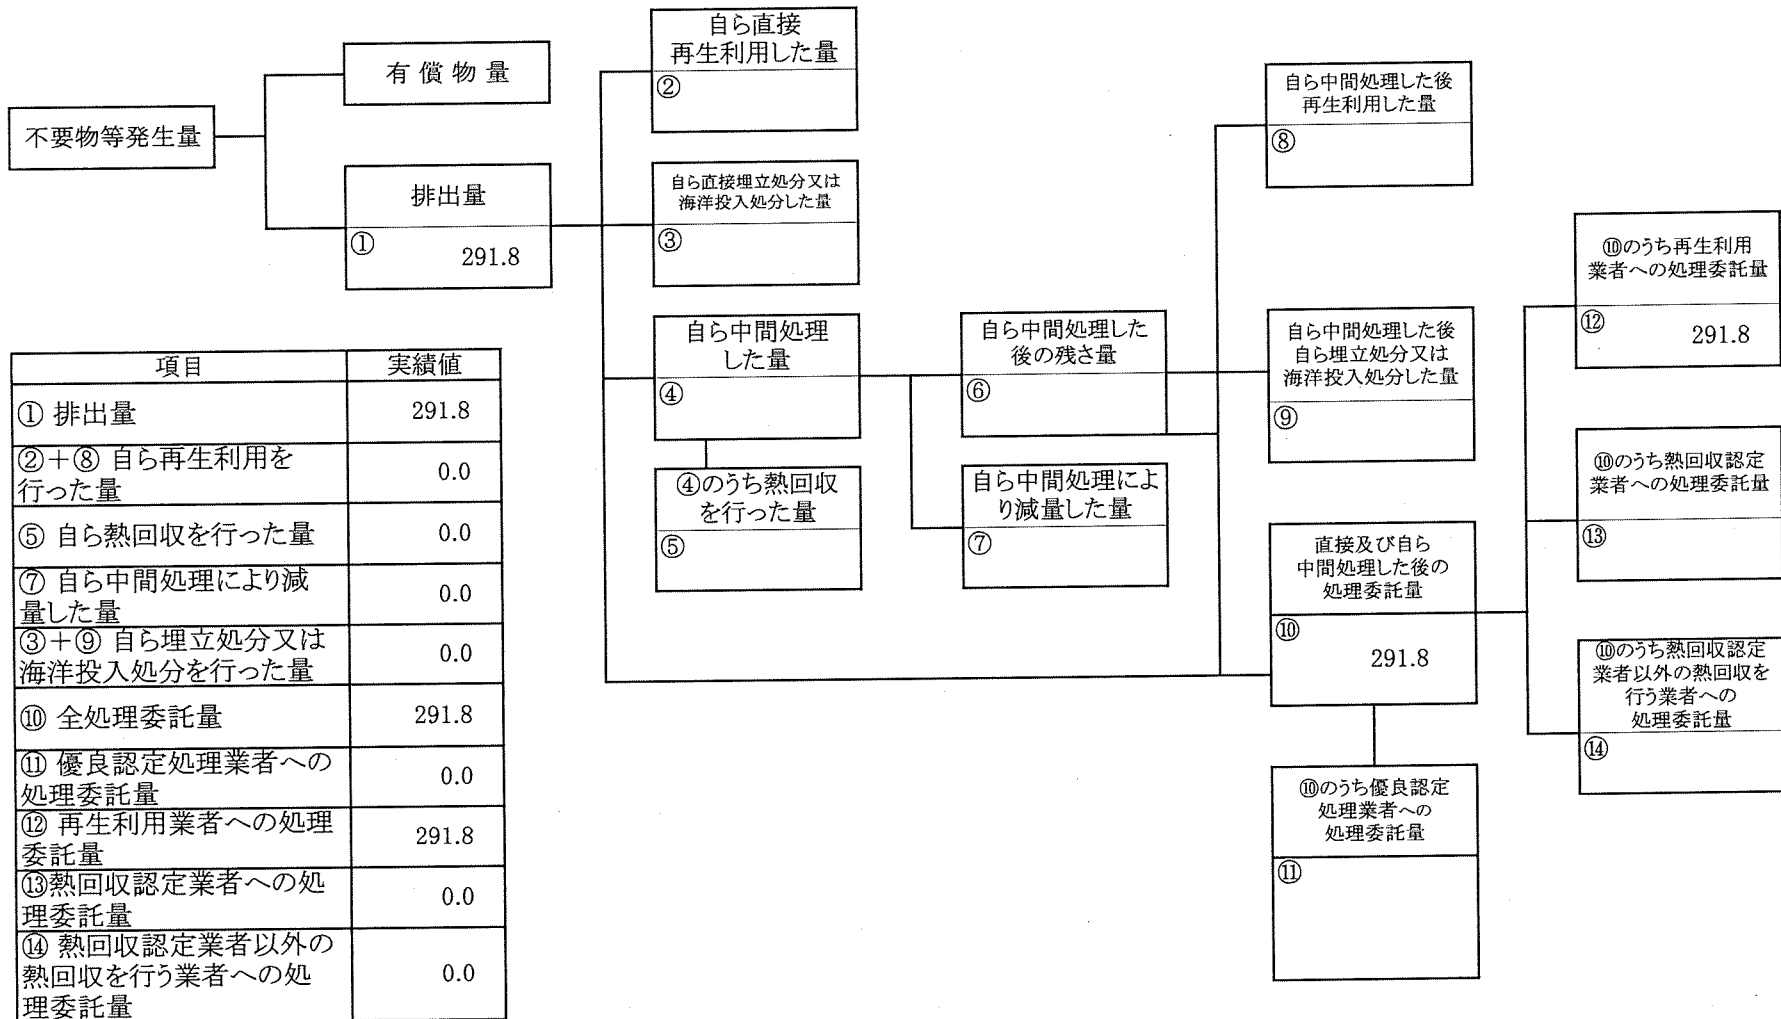 不要物等発生量
有償物量
排出量
①
291.8
自ら直接
再生利用した量
②
自ら直接埋立処分又は
海洋投入処分した量
③
自ら中間処理
した量
④
④のうち熱回収
を行った量
⑤
自ら中間処理した
後の残さ量
⑥
自ら中間処理によ
り減量した量
⑦
自ら中間処理した後
再生利用した量
⑧
自ら中間処理した後
自ら埋立処分又は
海洋投入処分した量
⑨
直接及び自ら
中間処理した後の
処理委託量
⑩
291.8
⑩のうち優良認定
処理業者への
処理委託量
⑪
⑩のうち再生利用
業者への処理委託量
⑫
291.8
⑩のうち熱回収認定
業者への処理委託量
⑬
⑩のうち熱回収認定
業者以外の熱回収を
行う業者への
処理委託量
⑭
項目 実績値
① 排出量 291.8
②+⑧ 自ら再生利用を
行った量 0.0
⑤ 自ら熱回収を行った量 0.0
⑦ 自ら中間処理により減
量した量 0.0
③+⑨ 自ら埋立処分又は
海洋投入処分を行った量 0.0
⑩ 全処理委託量 291.8
⑪ 優良認定処理業者への
処理委託量 0.0
⑫ 再生利用業者への処理
委託量 291.8
⑬熱回収認定業者への処
理委託量 0.0
⑭ 熱回収認定業者以外の
熱回収を行う業者への処
理委託量 0.0